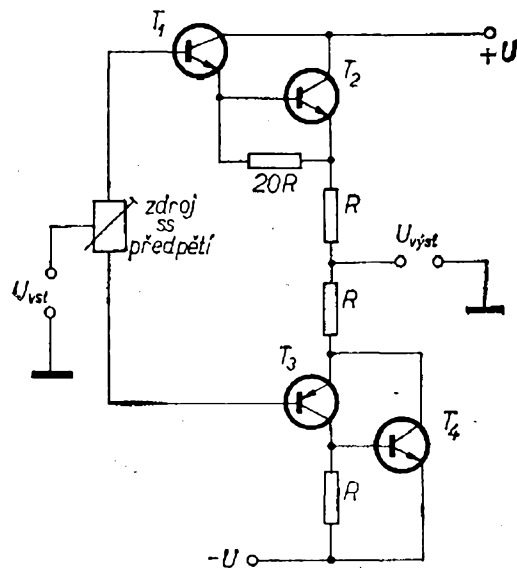 T₁
+ U
T₂
20R
zdroj
ss
předpětí
R
Uvýst
Uvst
R
T₃
T₄
R
- U